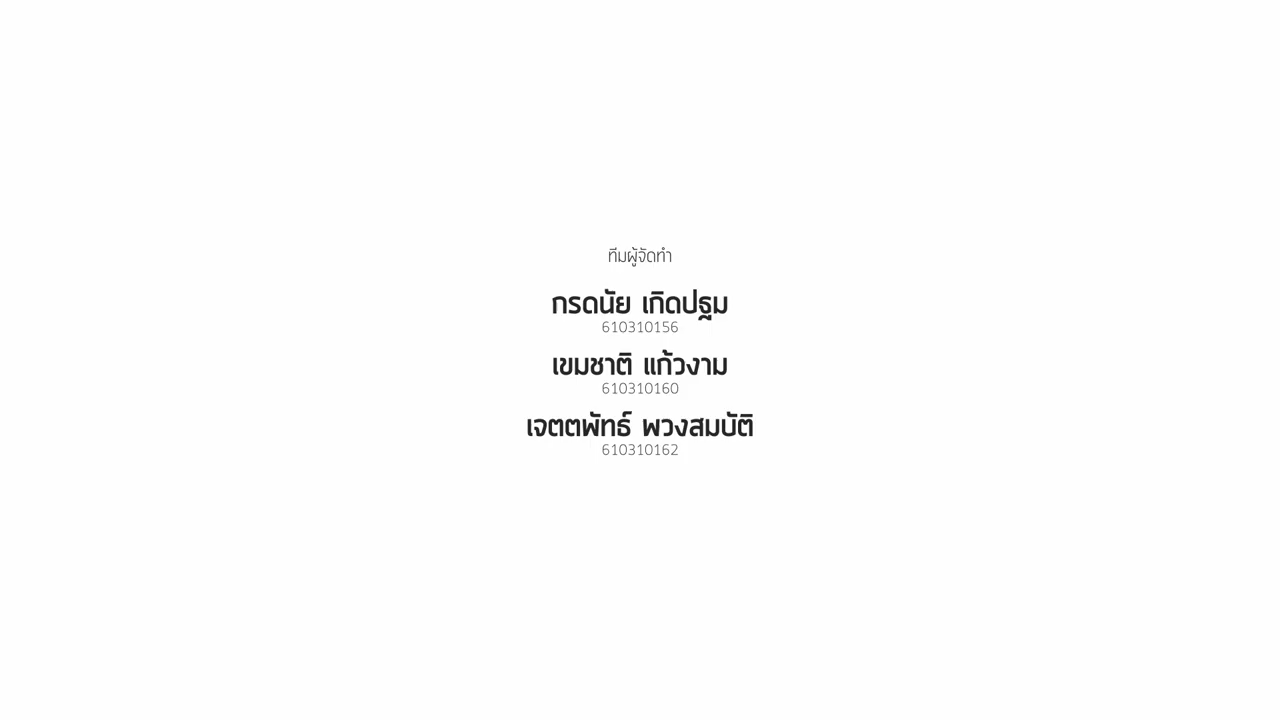 ทีมผู้จัดทำ
กรดนัย เกิดปฐม
610310156
เขมชาติ แก้วงาม
610310160
เจตตพัทธ์ พวงสมบัติ
610310162